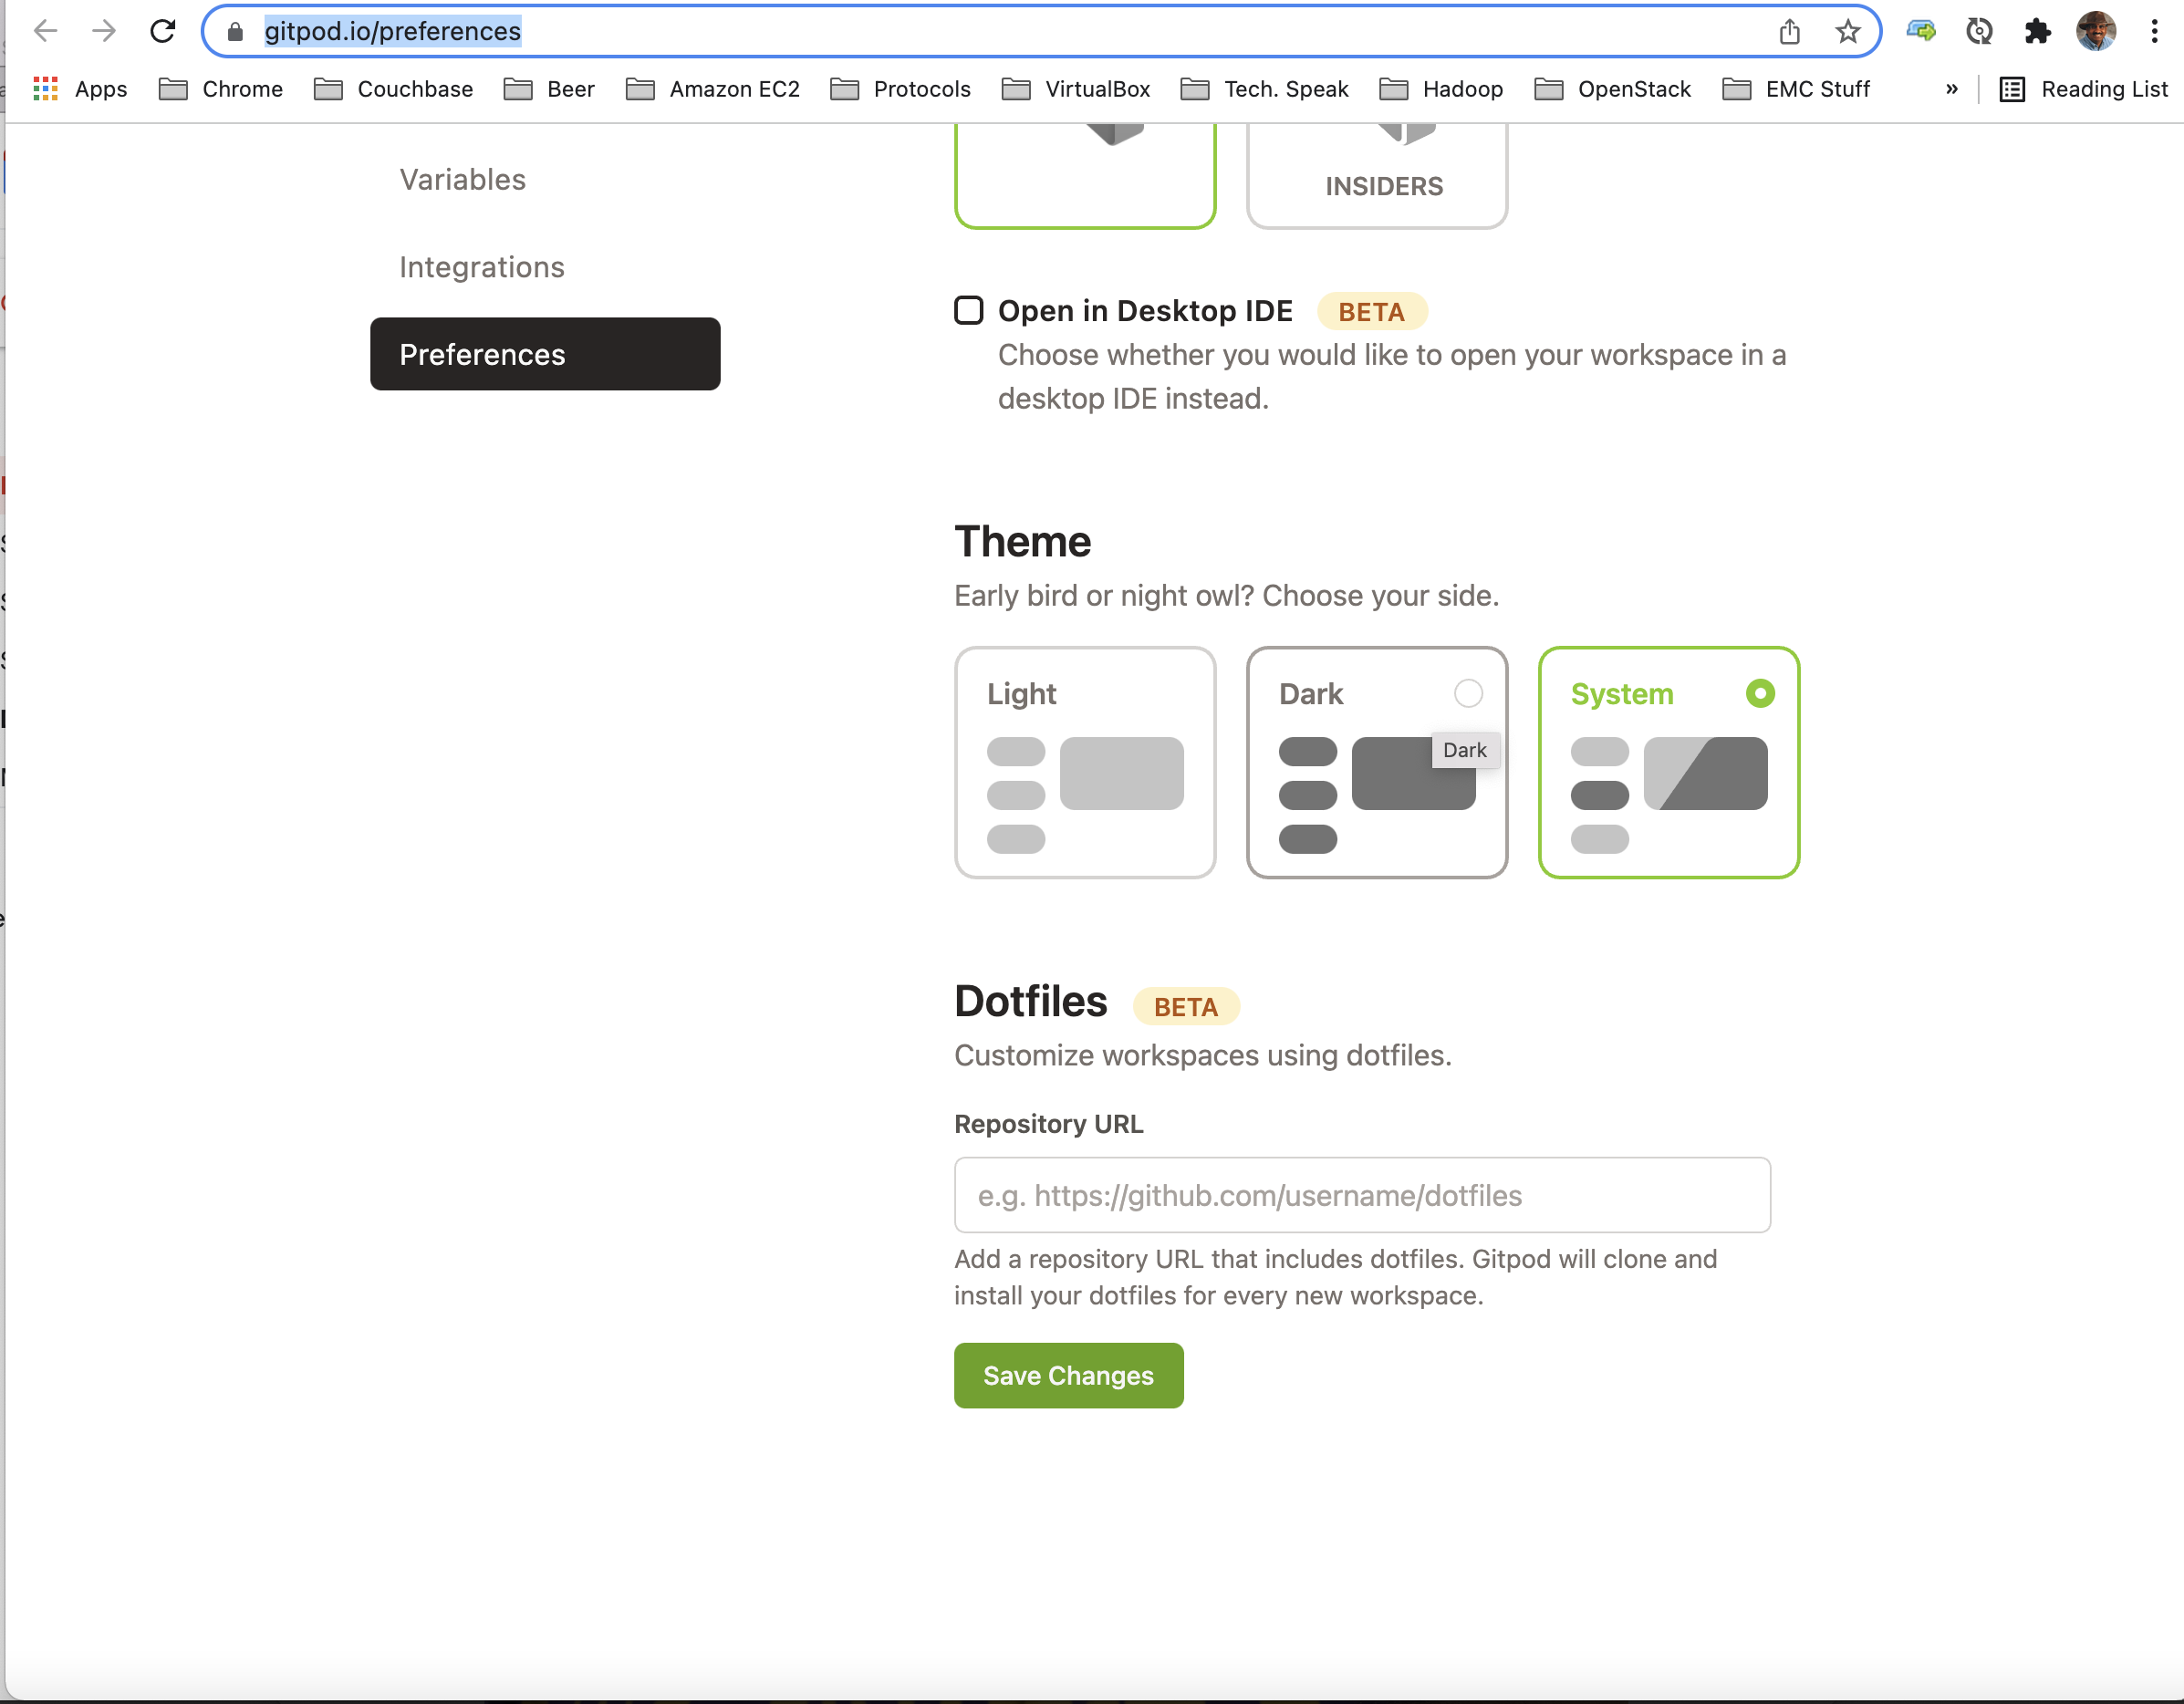 gitpod.io/preferences
Apps Chrome Couchbase Beer Amazon EC2 Protocols VirtualBox Tech. Speak Hadoop OpenStack EMC Stuff » Reading List
Variables
Integrations
Preferences
INSIDERS
Open in Desktop IDE BETA
Choose whether you would like to open your workspace in a
desktop IDE instead.
Theme
Early bird or night owl? Choose your side.
Light
Dark
System
Dark
Dotfiles BETA
Customize workspaces using dotfiles.
Repository URL
e.g. https://github.com/username/dotfiles
Add a repository URL that includes dotfiles. Gitpod will clone and
install your dotfiles for every new workspace.
Save Changes